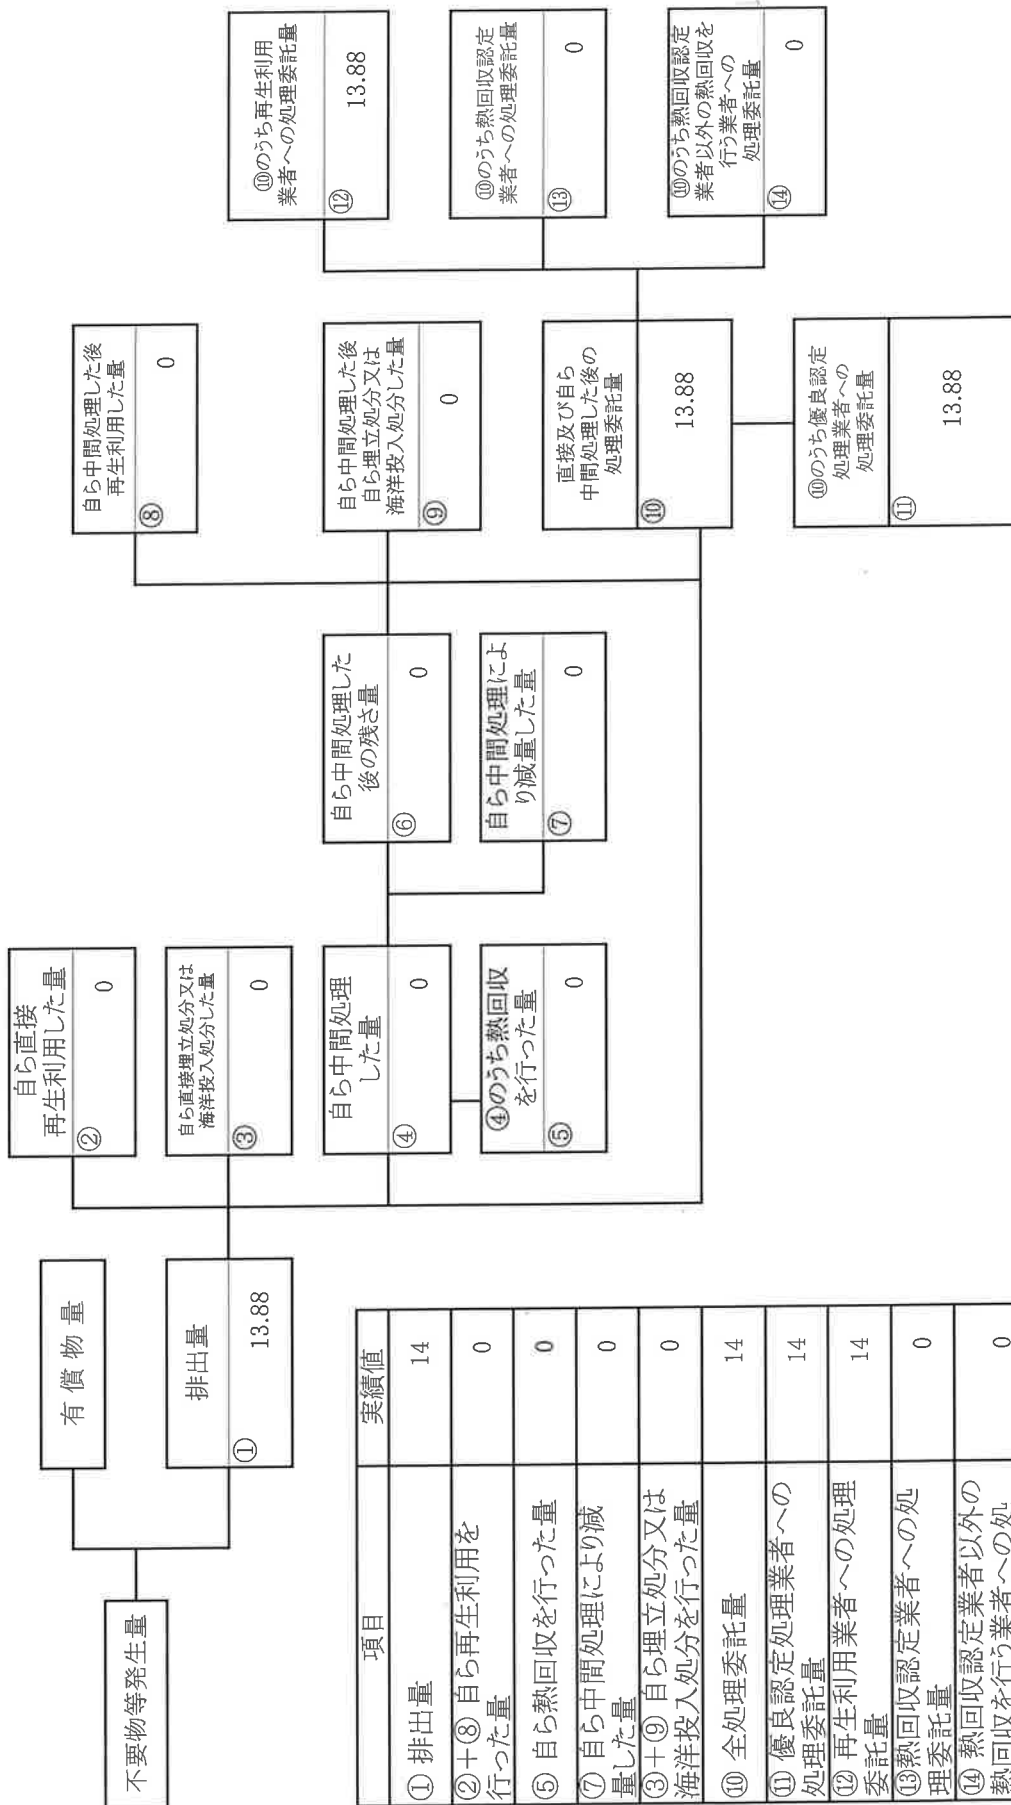 不要物等発生量
有償物量
排出量
①
13.88
自ら直接
再生利用した量
②
0
自ら直接埋立処分又は
海洋投入処分した量
③
0
自ら中間処理
した量
④
0
④のうち熱回収
を行った量
⑤
0
自ら中間処理した
後の残さ量
⑥
0
自ら中間処理によ
り減量した量
⑦
0
自ら中間処理した後
再生利用した量
⑧
0
自ら中間処理した後
自ら埋立処分又は
海洋投入処分した量
⑨
0
直接及び自ら
中間処理した後の
処理委託量
⑩
13.88
⑩のうち優良認定
処理業者への
処理委託量
⑪
13.88
⑩のうち再生利用
業者への処理委託量
⑫
13.88
⑩のうち熱回収認定
業者への処理委託量
⑬
0
⑩のうち熱回収認定
業者以外の熱回収を
行う業者への
処理委託量
⑭
0
項目 実績値
① 排出量 14
②＋⑧ 自ら再生利用を
行った量 0
⑤ 自ら熱回収を行った量 0
⑦ 自ら中間処理により減
量した量 0
③＋⑨ 自ら埋立処分又は
海洋投入処分を行った量 0
⑩ 全処理委託量 14
⑪ 優良認定処理業者への
処理委託量 14
⑫ 再生利用業者への処理
委託量 14
⑬熱回収認定業者への処
理委託量 0
⑭ 熱回収認定業者以外の
熱回収を行う業者への処 0